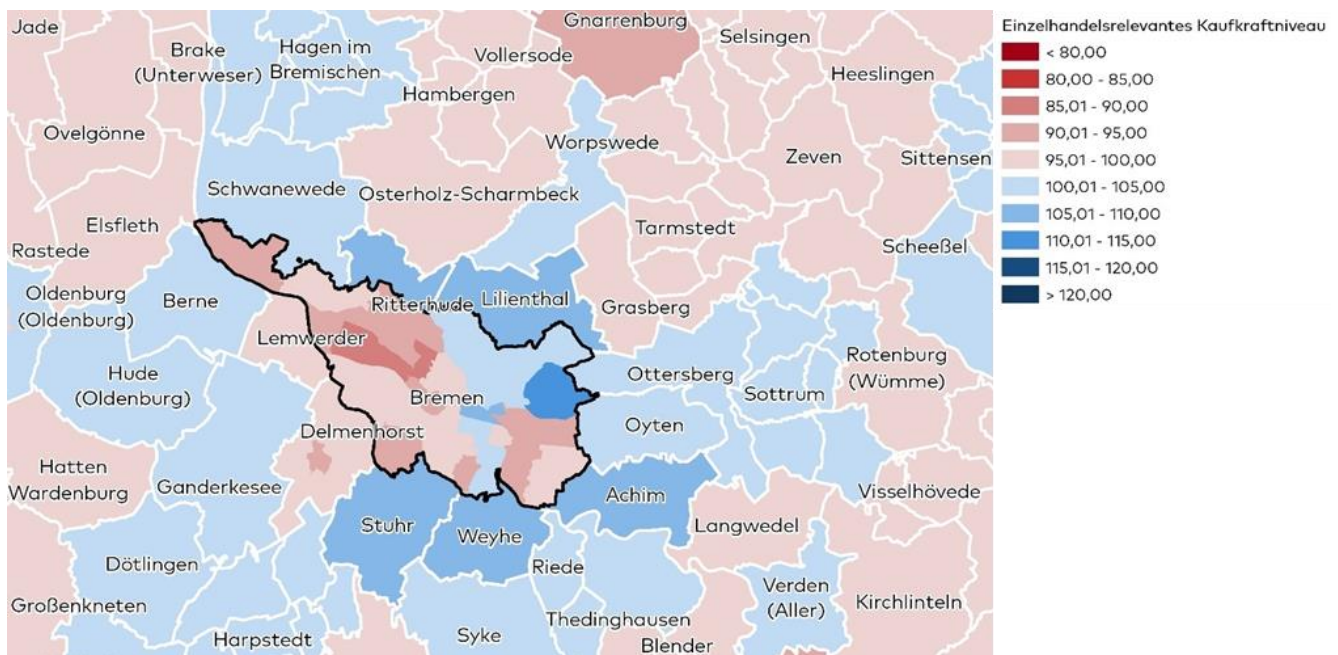 Jade
Brake
(Unterweser)
Hagen im
Bremischen
Vollersode
Gnarrenburg
Selsingen
Heeslingen
Hambergen
Ovelgönne
Worpswede
Zeven
Sittensen
Schwanewede
Osterholz-Scharmbeck
Elsfleth
Tarmstedt
Rastede
Scheeßel
Oldenburg
(Oldenburg)
Berne
Ritterhude
Lilienthal
Grasberg
Lemwerder
Hude
(Oldenburg)
Ottersberg
Rotenburg
(Wümme)
Sottrum
Bremen
Oyten
Delmenhorst
Hatten
Wardenburg
Ganderkesee
Achim
Visselhövede
Stuhr
Weyhe
Langwedel
Dötlingen
Riede
Verden
(Aller)
Großenkneten
Thedinghausen
Kirchlinteln
Harpstedt
Syke
Blender
Einzelhandelsrelevantes Kaufkraftniveau
< 80,00
80,00 - 85,00
85,01 - 90,00
90,01 - 95,00
95,01 - 100,00
100,01 - 105,00
105,01 - 110,00
110,01 - 115,00
115,01 - 120,00
> 120,00